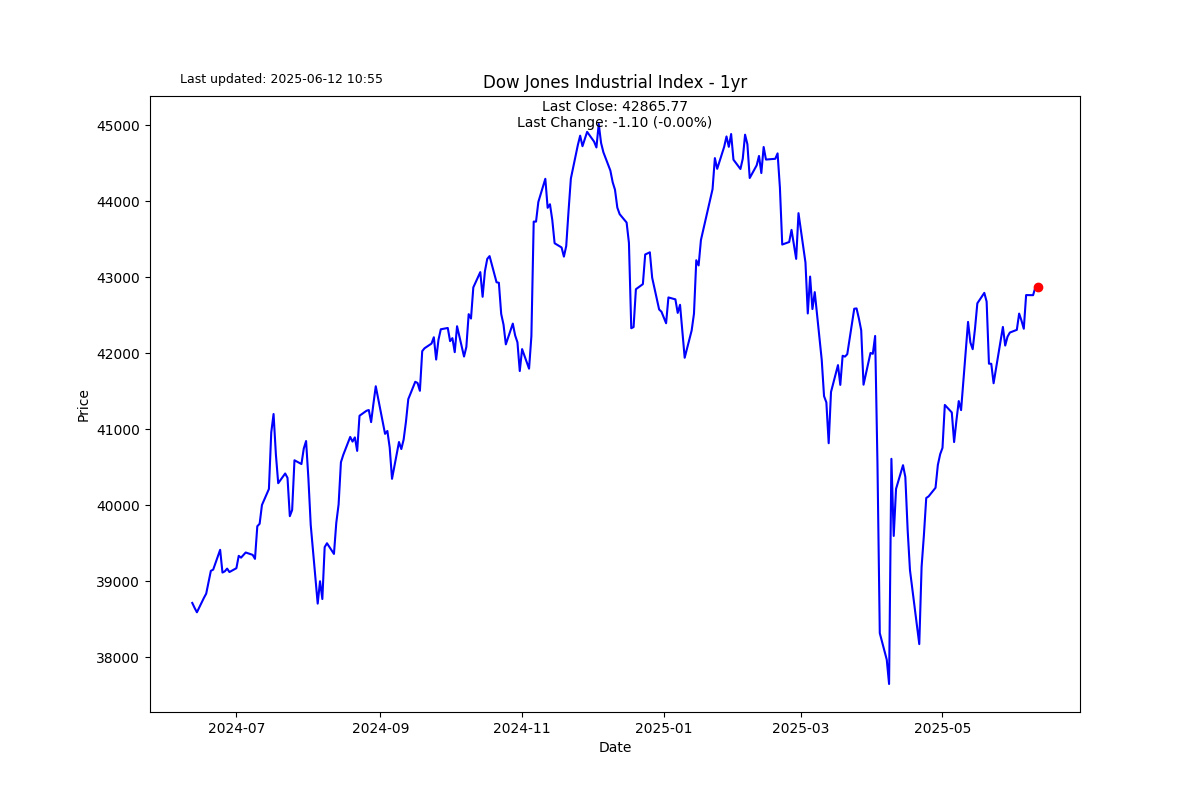 Last updated: 2025-06-12 10:55
Dow Jones Industrial Index - 1yr
Last Close: 42865.77
Last Change: -1.10 (-0.00%)
45000
44000
43000
42000
41000
40000
39000
38000
Price
2024-07
2024-09
2024-11
2025-01
2025-03
2025-05
Date